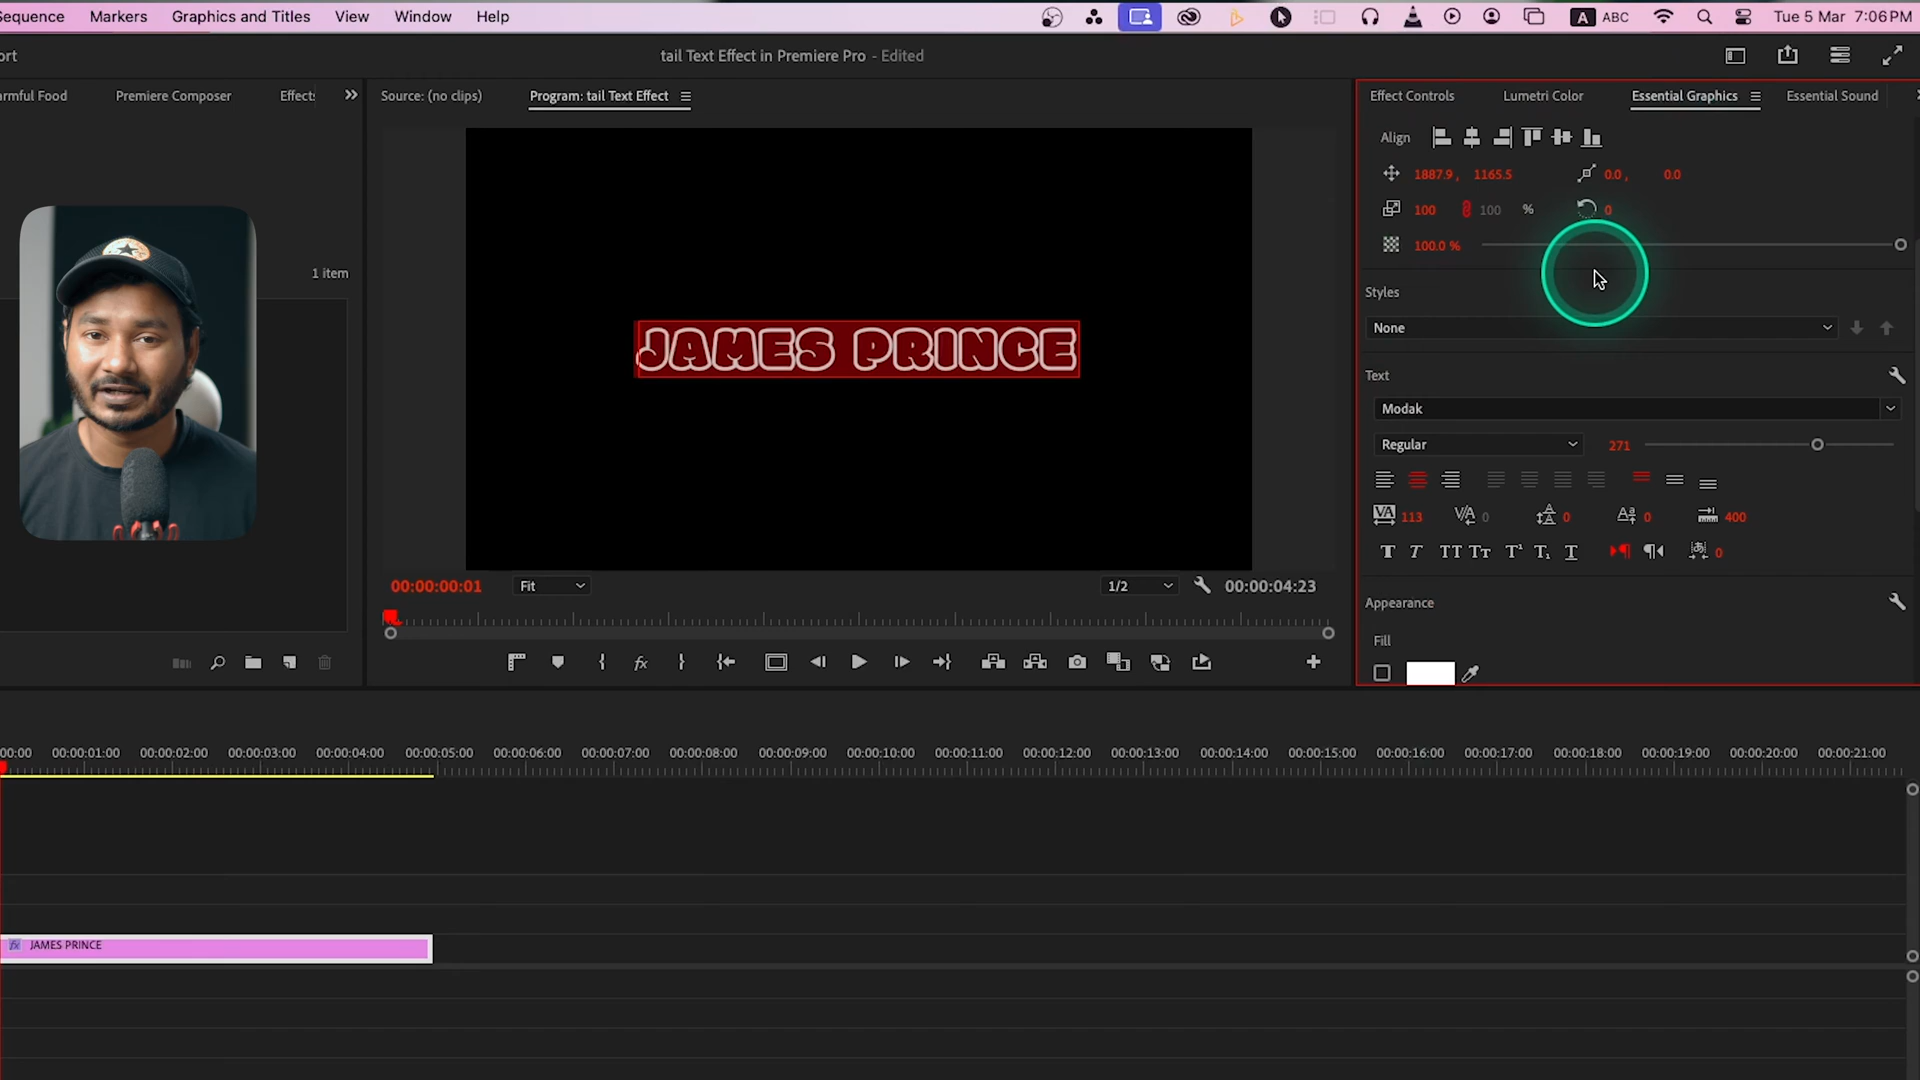 Sequence Markers Graphics and Titles View Window Help A ABC Tue 5 Mar 7:06PM
ort tail Text Effect in Premiere Pro - Edited
armful Food Premiere Composer Effects Source: (no clips) Program: tail Text Effect Effect Controls Lumetri Color Essential Graphics Essential Sound
Align
1887.9 , 1165.5 0.0 , 0.0
100 100 % 0
100.0 %
1 item
Styles
None
JAMES PRINCE
Text
Modak
Regular 271
113 0 0 0 400
00:00:00:01 Fit 1/2 00:00:04:23
0
Appearance
Fill
00:00 00:00:01:00 00:00:02:00 00:00:03:00 00:00:04:00 00:00:05:00 00:00:06:00 00:00:07:00 00:00:08:00 00:00:09:00 00:00:10:00 00:00:11:00 00:00:12:00 00:00:13:00 00:00:14:00 00:00:15:00 00:00:16:00 00:00:17:00 00:00:18:00 00:00:19:00 00:00:20:00 00:00:21:00
fx JAMES PRINCE